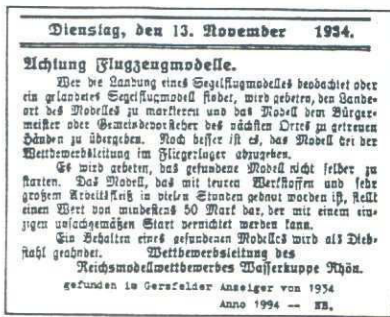 Dienstag, den 13. November 1934.
Achtung Flugzeugmodelle.
Wer die Landung eines Segelflugmodelles beobachtet oder
ein gelandetes Segelflugmodell findet, wird gebeten, den Lande-
ort des Modelles zu markieren und das Modell dem Bürger-
meister oder Gemeindevorsteher des nächsten Ortes zu getreuen
Händen zu übergeben. Noch besser ist es, das Modell bei der
Wettbewerbsleitung im Fliegerlager abzugeben.
Es wird gebeten, das gefundene Modell nicht selber zu
starten. Das Modell, das mit teuren Werkstoffen und sehr
großem Arbeitsfleiß in vielen Stunden gebaut worden ist, stellt
einen Wert von mindestens 50 Mark dar, der mit einem ein-
zigen unsachgemäßen Start vernichtet werden kann.
Ein Behalten eines gefundenen Modelles wird als Dieb-
stahl geahndet. Wettbewerbsleitung des
Reichsmodellwettbewerbes Wasserkuppe Rhön.
gefunden im Gersfelder Anzeiger von 1934
Anno 1994 -- NB.